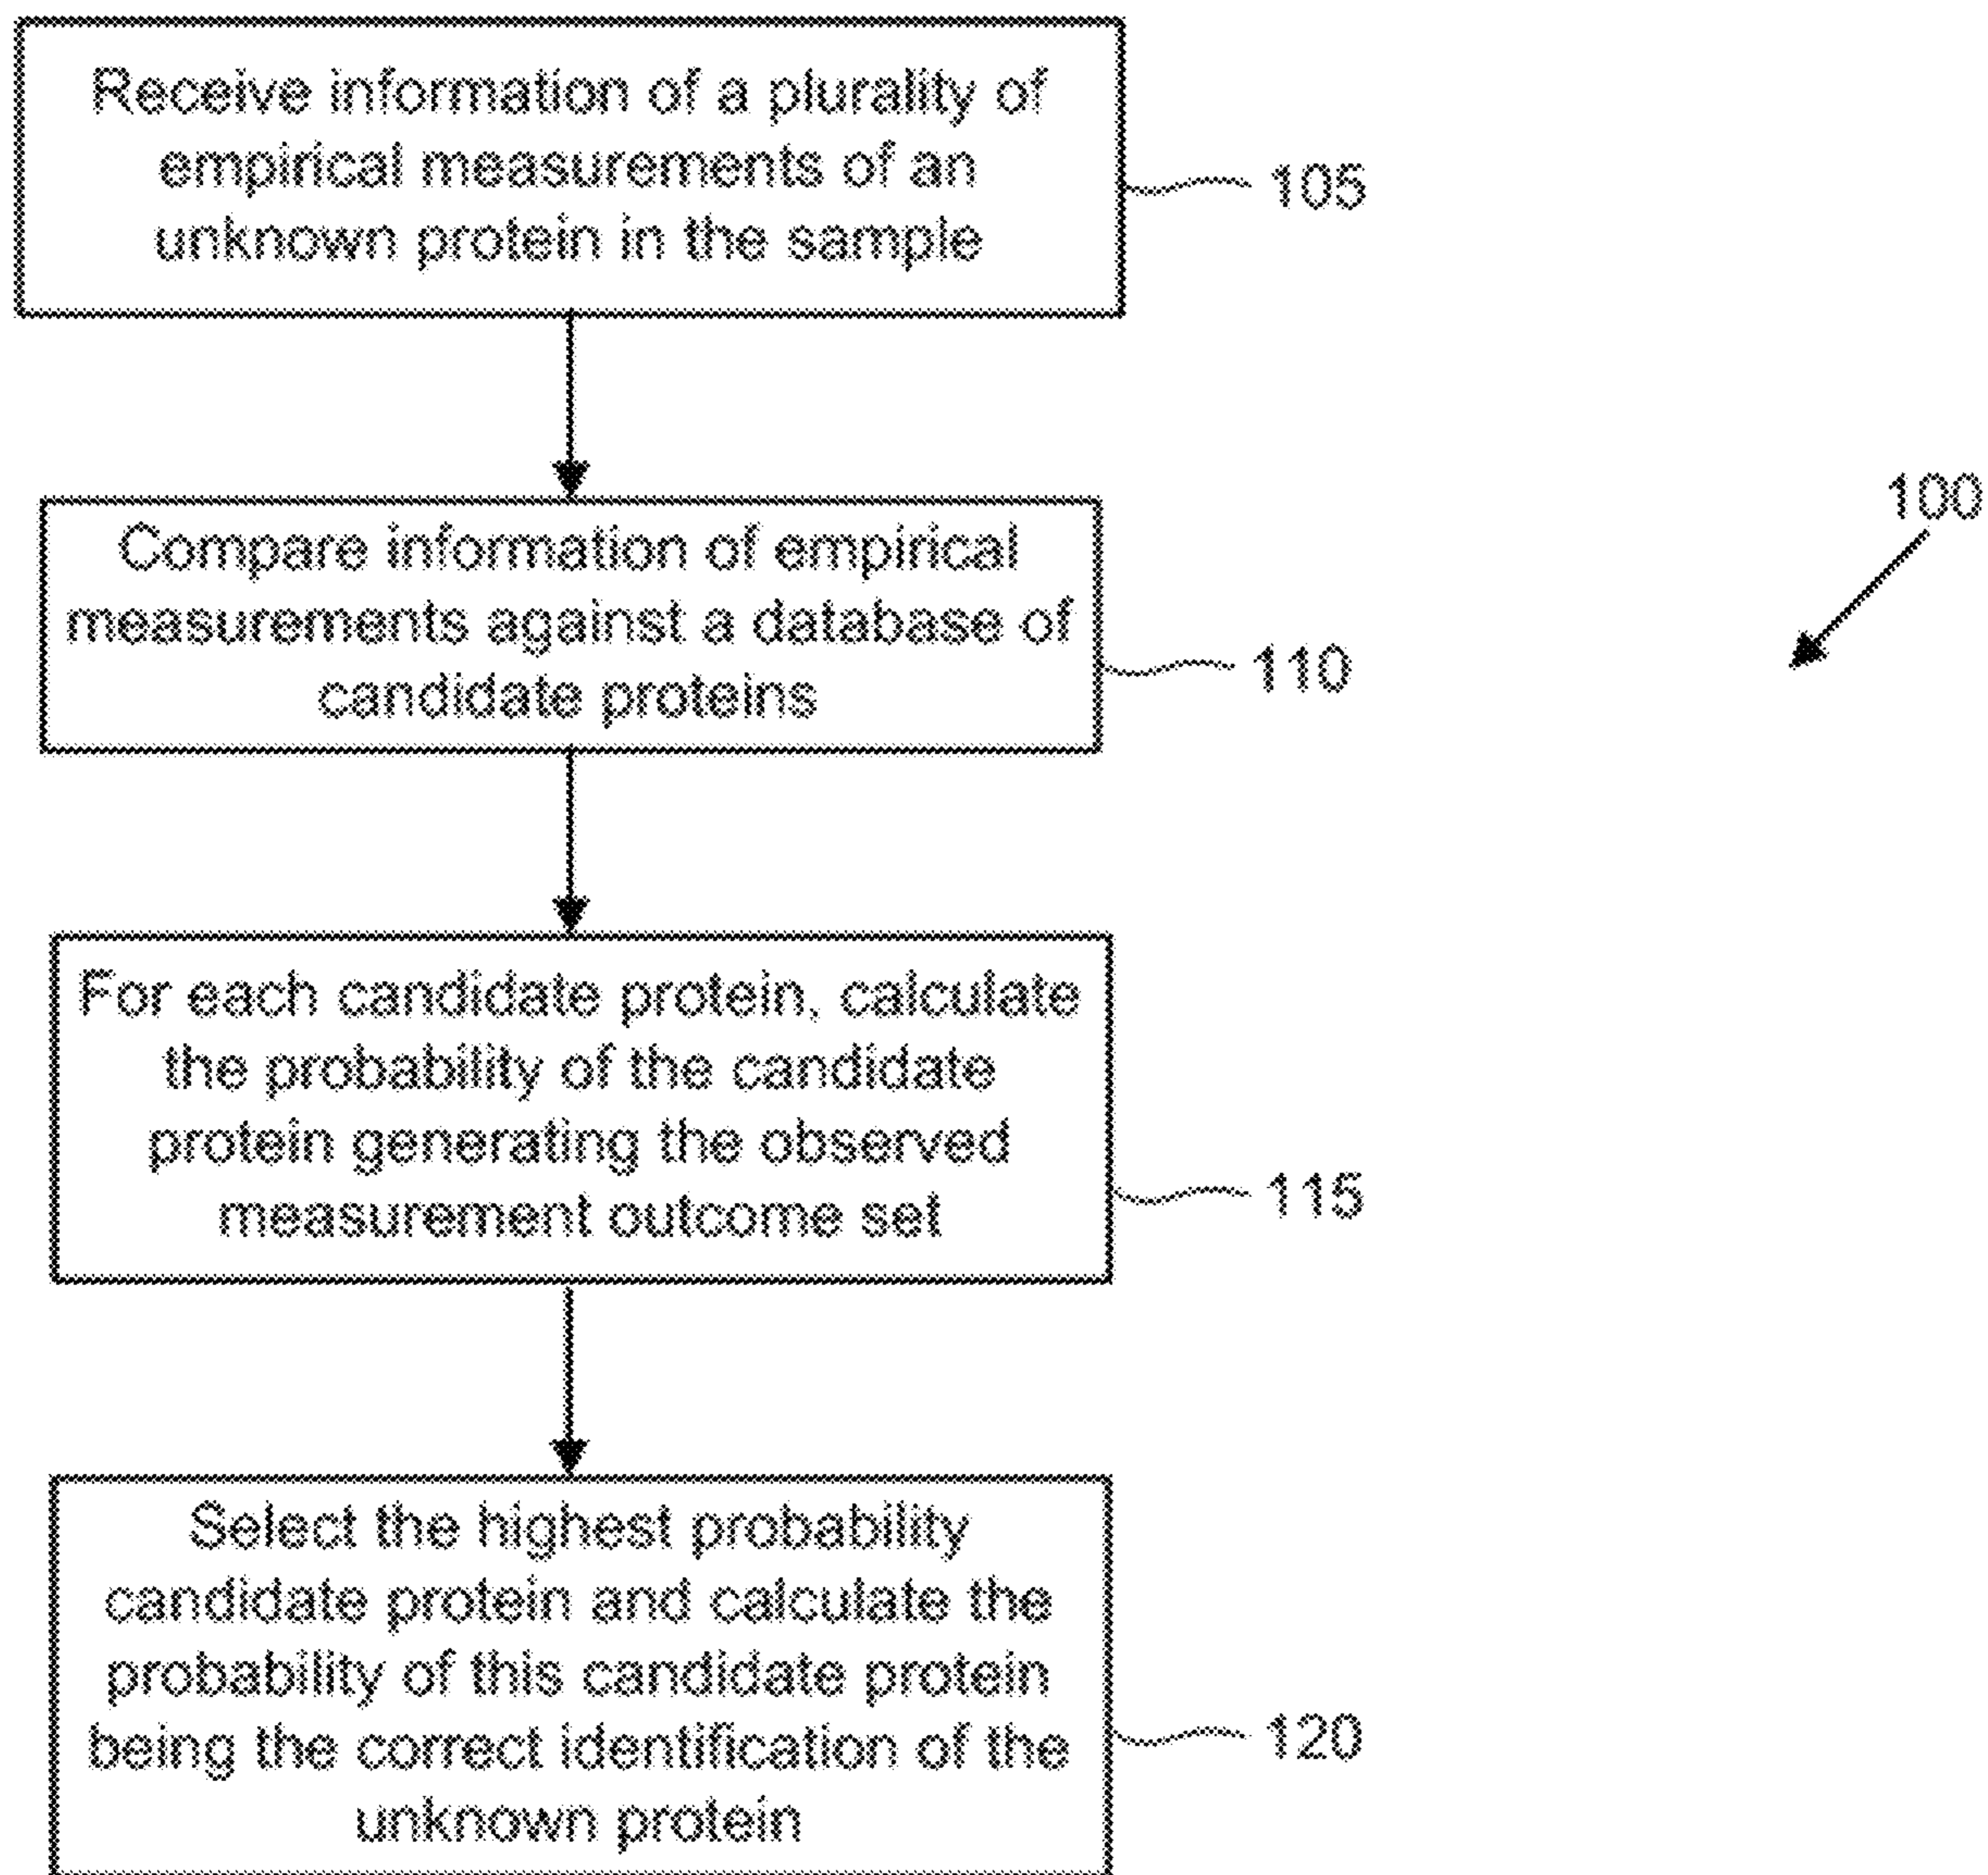 Receive information of a plurality of
empirical measurements of an
unknown protein in the sample
105
100
Compare information of empirical
measurements against a database of
candidate proteins
110
For each candidate protein, calculate
the probability of the candidate
protein generating the observed
measurement outcome set
115
Select the highest probability
candidate protein and calculate the
probability of this candidate protein
being the correct identification of the
unknown protein
120